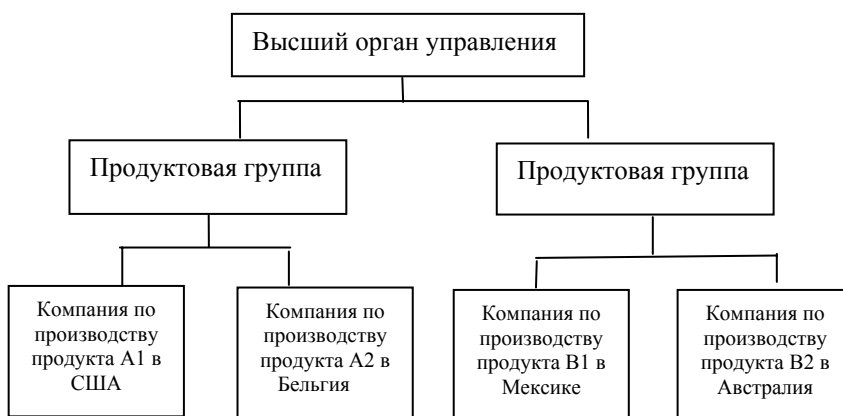 Высший орган управления
Продуктовая группа
Продуктовая группа
Компания по
производству
продукта А1 в
США
Компания по
производству
продукта А2 в
Бельгия
Компания по
производству
продукта В1 в
Мексике
Компания по
производству
продукта В2 в
Австралия